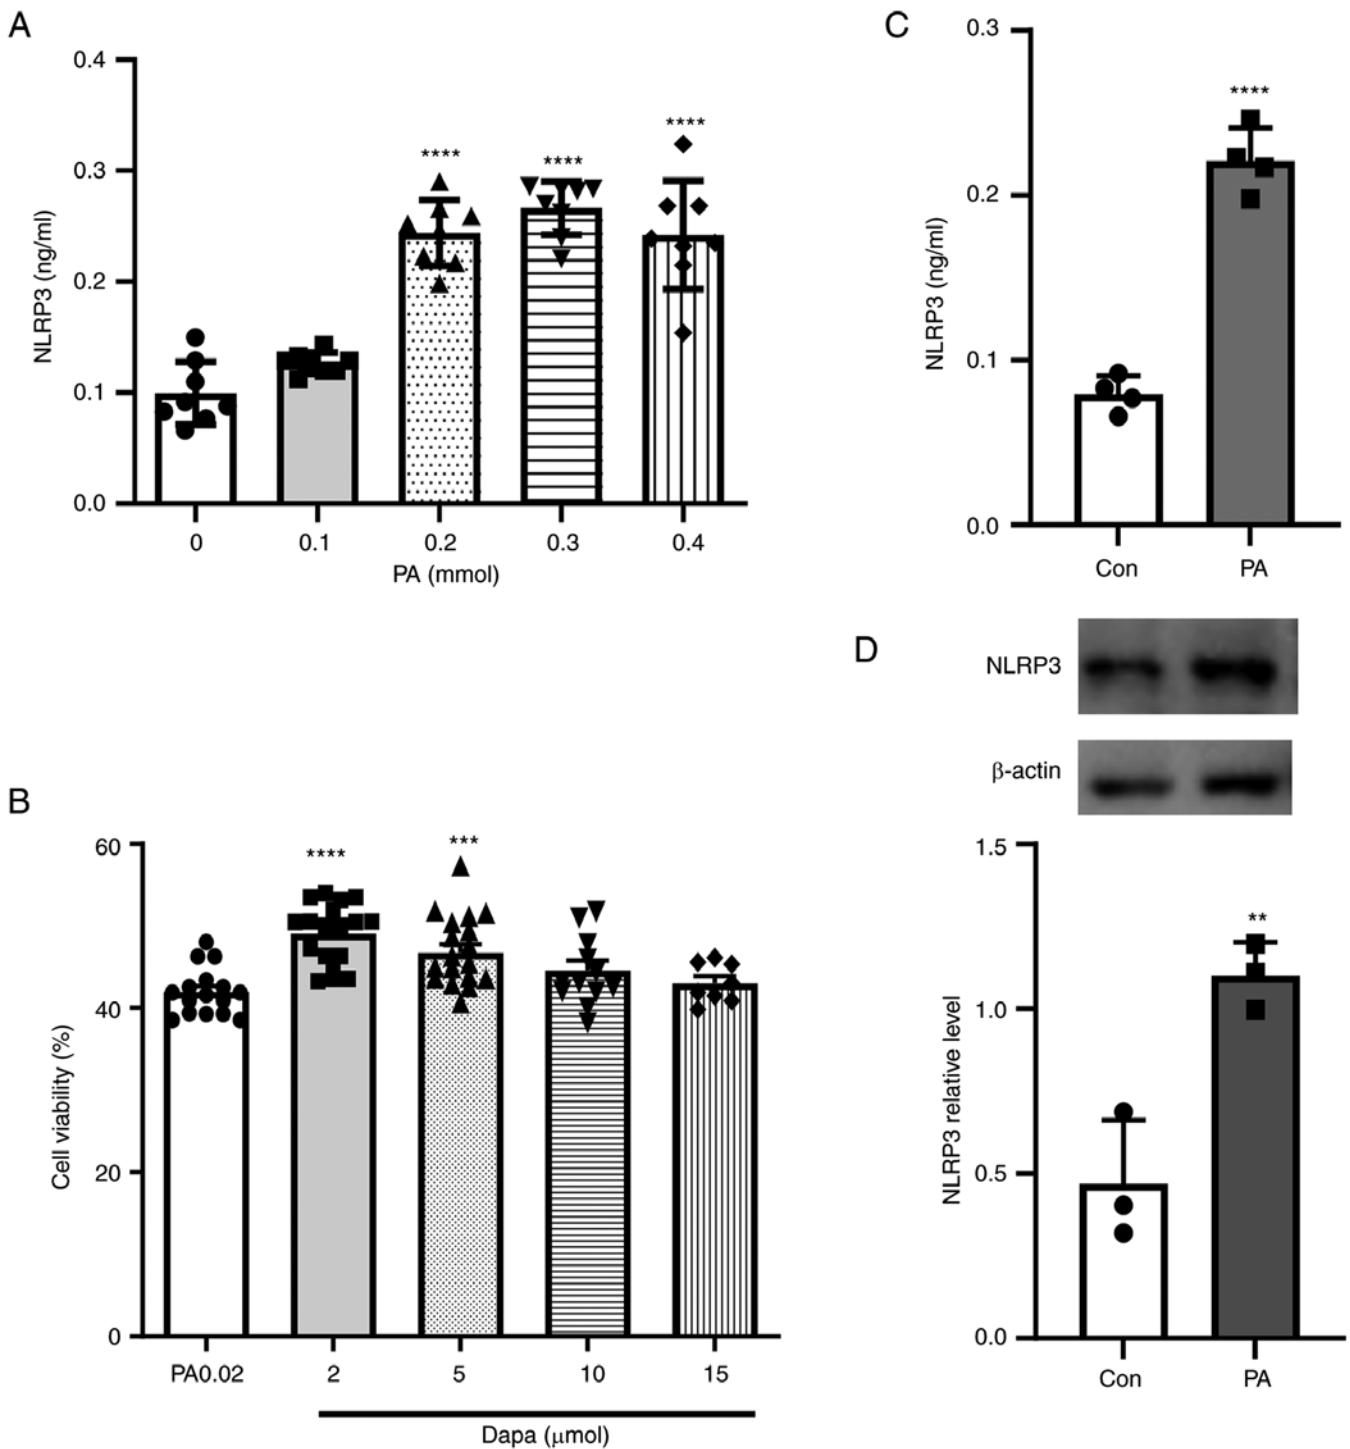 A
0.4
0.3
0.2
0.1
0.0
NLRP3 (ng/ml)
****
****
****
0
0.1
0.2
0.3
0.4
PA (mmol)
C
0.3
0.2
0.1
0.0
NLRP3 (ng/ml)
****
Con
PA
B
60
40
20
0
Cell viability (%)
****
***
PA0.02
2
5
10
15
Dapa (μmol)
D
NLRP3
β-actin
1.5
1.0
0.5
0.0
NLRP3 relative level
**
Con
PA